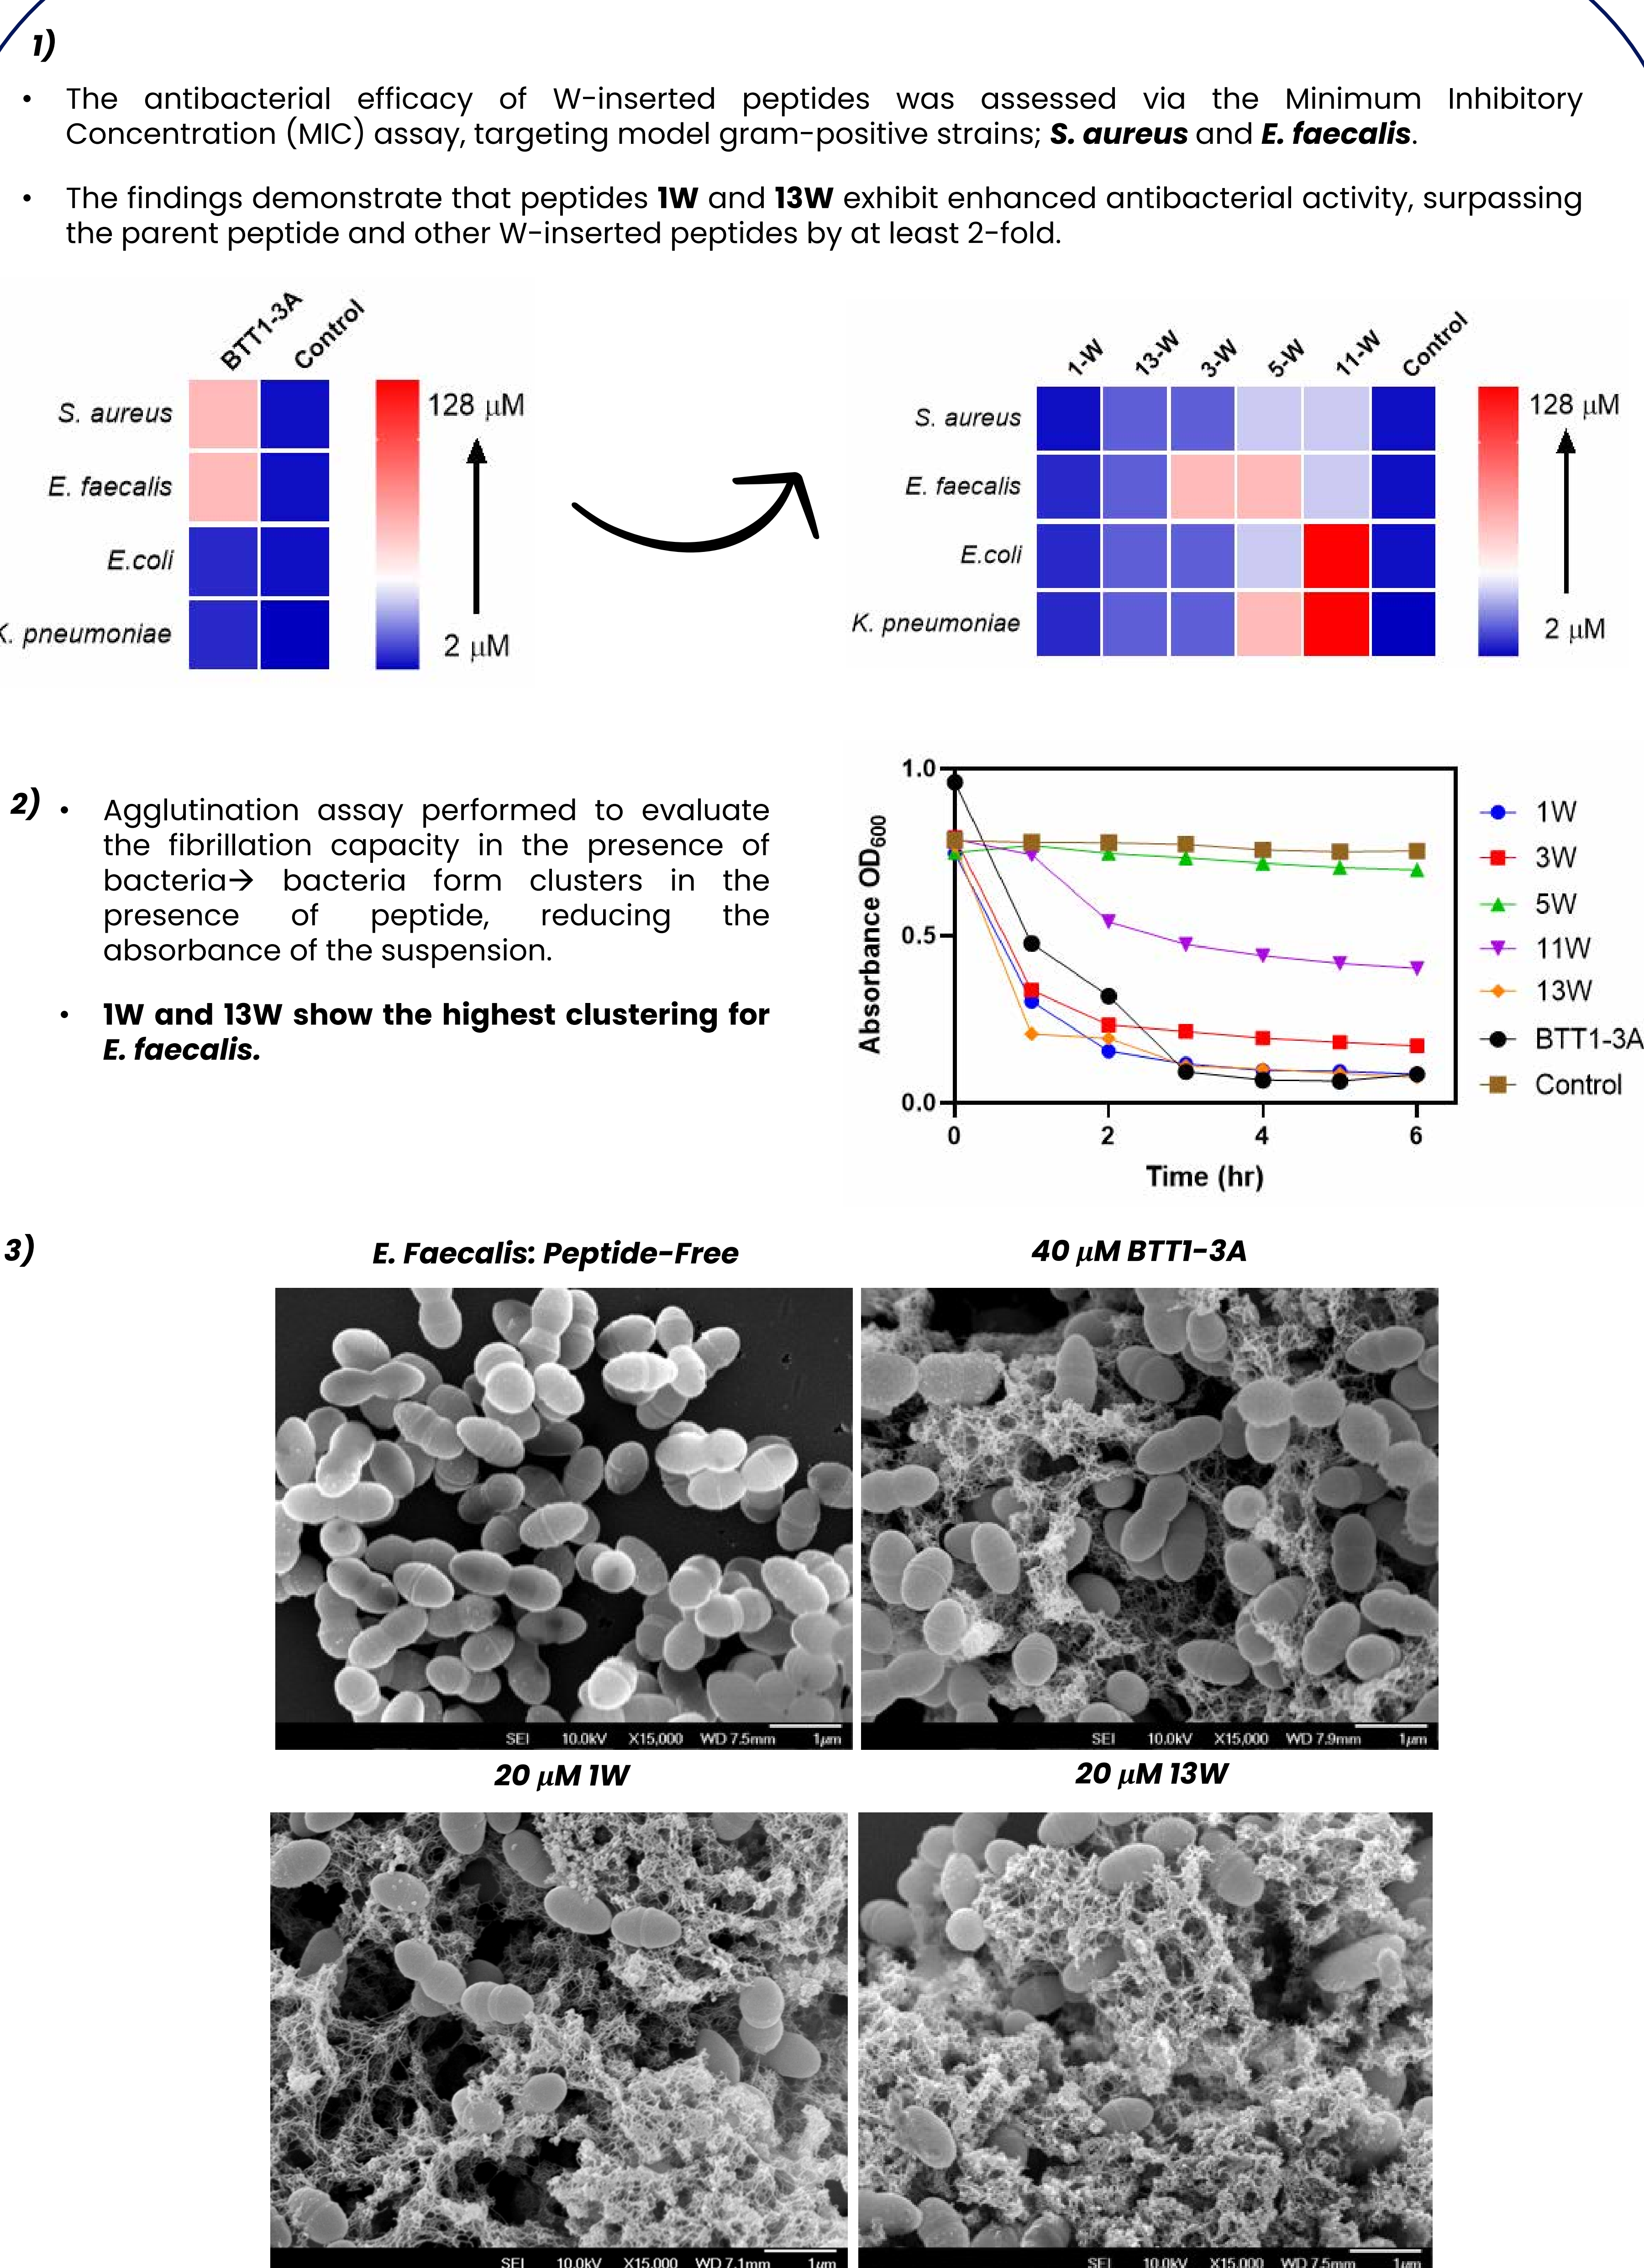 1)
• The antibacterial efficacy of W-inserted peptides was assessed via the Minimum Inhibitory
Concentration (MIC) assay, targeting model gram-positive strains; S. aureus and E. faecalis.
• The findings demonstrate that peptides 1W and 13W exhibit enhanced antibacterial activity, surpassing
the parent peptide and other W-inserted peptides by at least 2-fold.
BTT1-3A
Control
S. aureus
E. faecalis
E.coli
K. pneumoniae
128 μM
2 μM
1-W
13-W
3-W
5-W
11-W
Control
S. aureus
E. faecalis
E.coli
K. pneumoniae
128 μM
2 μM
2) • Agglutination assay performed to evaluate
the fibrillation capacity in the presence of
bacteria→ bacteria form clusters in the
presence of peptide, reducing the
absorbance of the suspension.
• 1W and 13W show the highest clustering for
E. faecalis.
Absorbance OD600
1.0
0.5
0.0
0 2 4 6
Time (hr)
1W
3W
5W
11W
13W
BTT1-3A
Control
3)
E. Faecalis: Peptide-Free
40 μM BTT1-3A
SEI 10.0kV X15,000 WD 7.5mm 1μm
SEI 10.0kV X15,000 WD 7.9mm 1μm
20 μM 1W
20 μM 13W
SEI 10.0kV X15,000 WD 7.1mm 1μm
SEI 10.0kV X15,000 WD 7.5mm 1μm